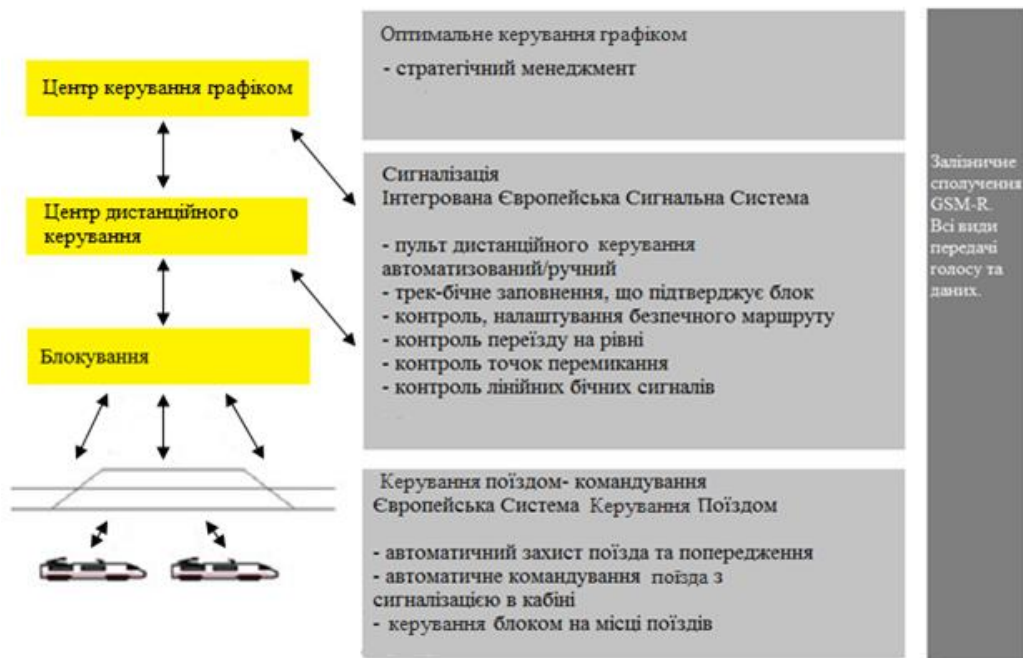 Центр керування графіком
Центр дистанційного
керування
Блокування
Оптимальне керування графіком
- стратегічний менеджмент
Сигналізація
Інтегрована Європейська Сигнальна Система
- пульт дистанційного керування
автоматизований/ручний
- трек-бічне заповнення, що підтверджує блок
- контроль, налаштування безпечного маршруту
- контроль переїзду на рівні
- контроль точок перемикання
- контроль лінійних бічних сигналів
Керування поїздом- командування
Європейська Система Керування Поїздом
- автоматичний захист поїзда та попередження
- автоматичне командування поїзда з
сигналізацією в кабіні
- керування блоком на місці поїздів
Залізничне
сполучення
GSM-R.
Всі види
передачі
голосу та
даних.